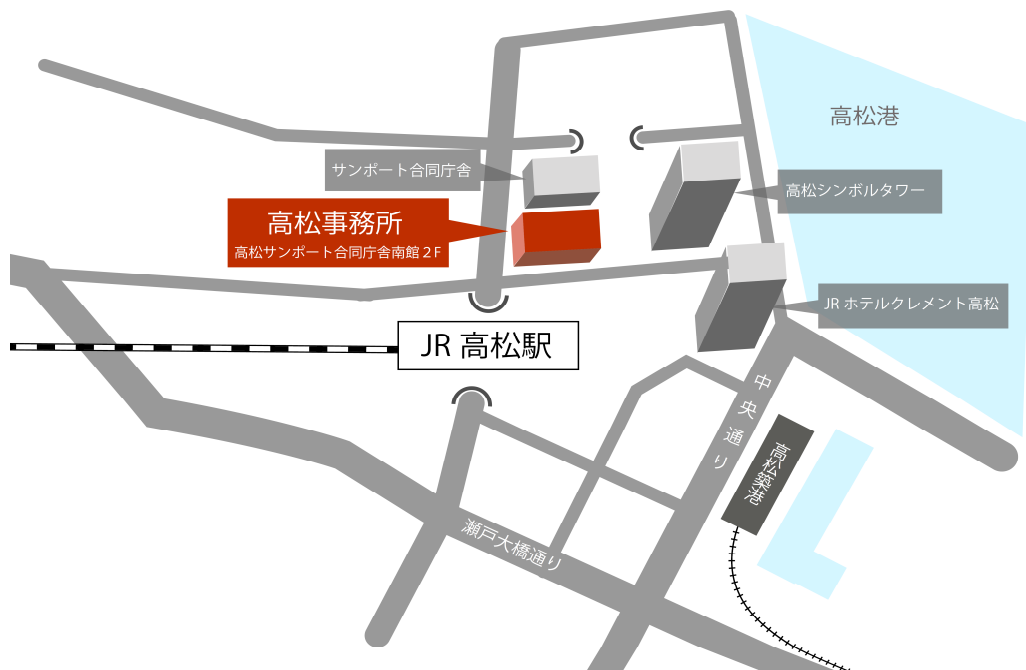 高松港
サンポート合同庁舎
高松シンボルタワー
高松事務所
高松サンポート合同庁舎南館２F
JR ホテルクレメント高松
JR 高松駅
中央通り
高松築港
瀬戸大橋通り